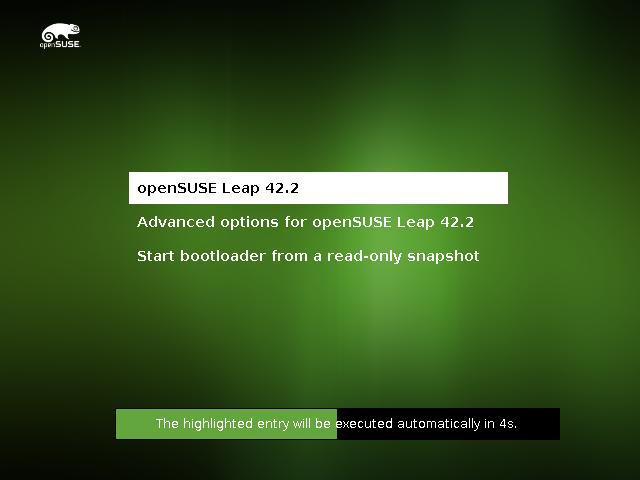 openSUSE
openSUSE Leap 42.2
Advanced options for openSUSE Leap 42.2
Start bootloader from a read-only snapshot
The highlighted entry will be executed automatically in 4s.